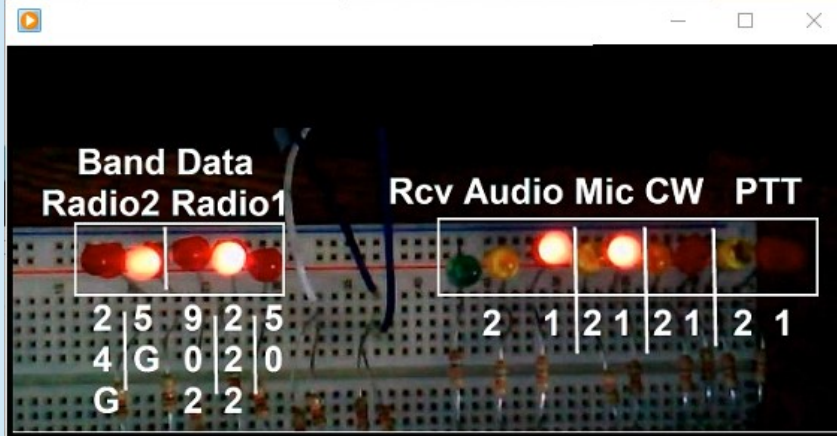 Band Data
Radio2 Radio1
Rcv Audio Mic CW PTT
2 5 9 2 5
4 G 0 2 0
G 2 2
2 1 2 1 2 1 2 1